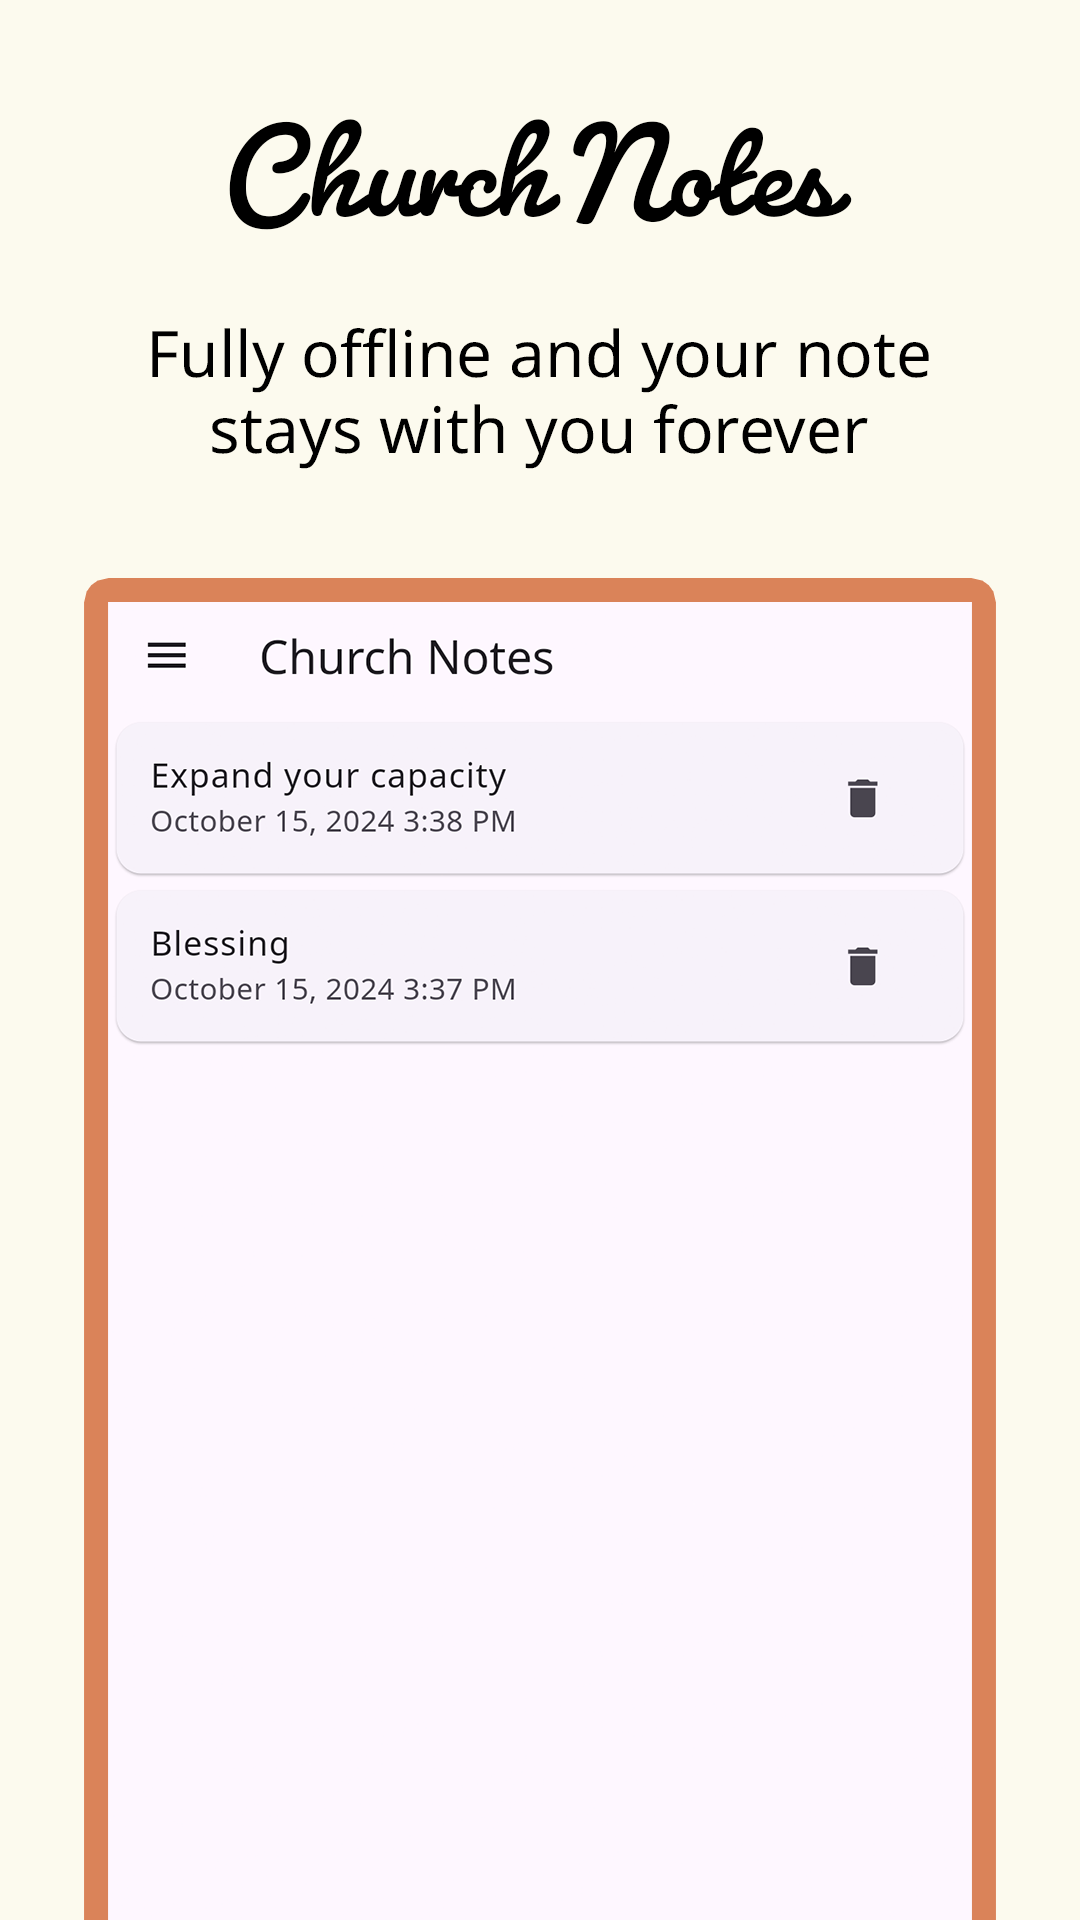 Church Notes
Fully offline and your note
stays with you forever
Church Notes
Expand your capacity
October 15, 2024 3:38 PM
Blessing
October 15, 2024 3:37 PM